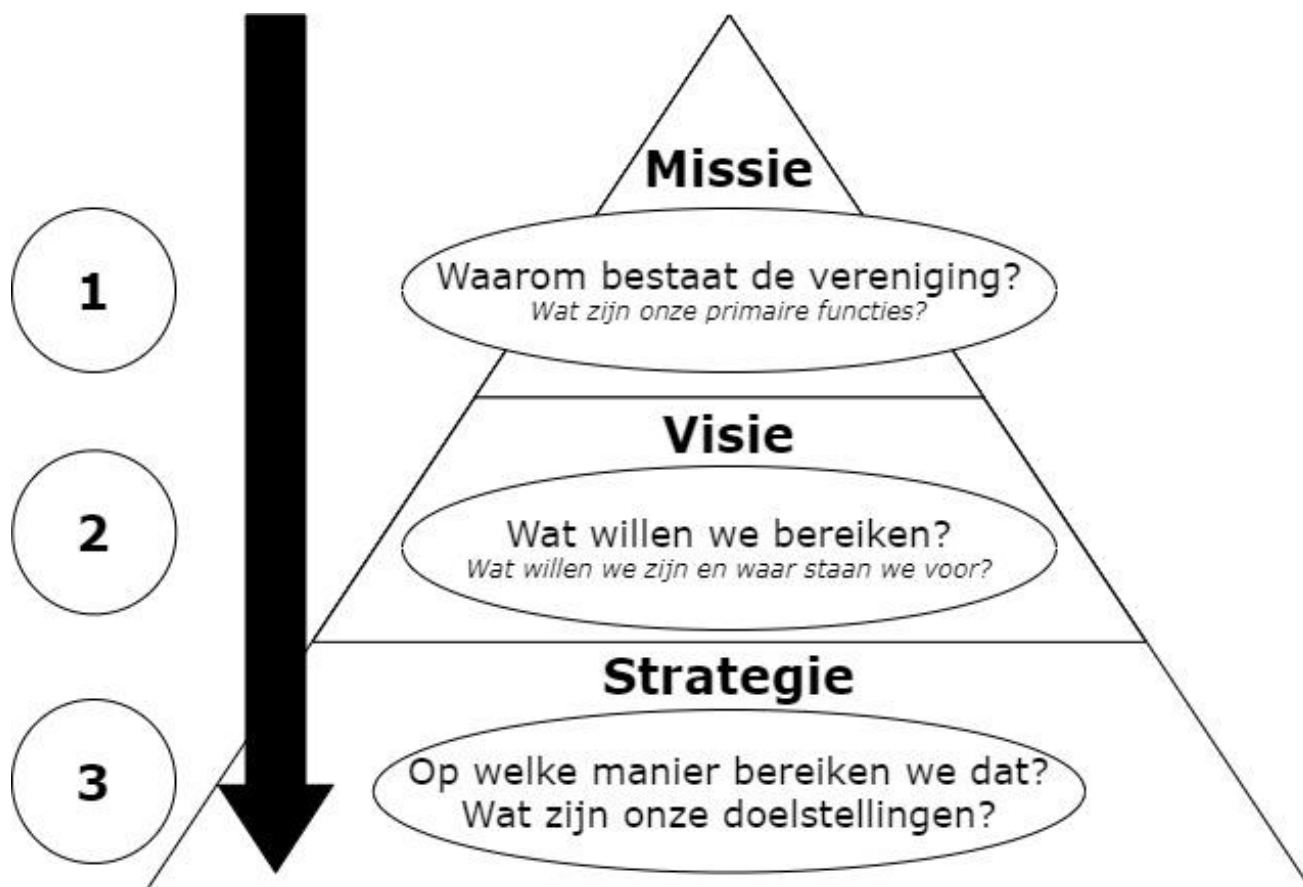 Missie
1
Waarom bestaat de vereniging?
Wat zijn onze primaire functies?
Visie
2
Wat willen we bereiken?
Wat willen we zijn en waar staan we voor?
Strategie
3
Op welke manier bereiken we dat?
Wat zijn onze doelstellingen?